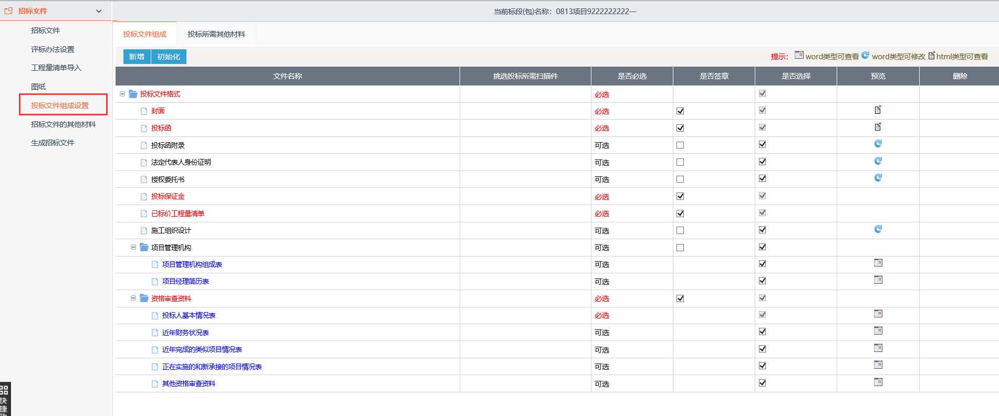 招标文件
当前标段(包)名称：0813项目9222222222—
招标文件
评标办法设置
工程量清单导入
图纸
投标文件组成设置
招标文件的其他材料
生成招标文件
快捷
投标文件组成 投标所需其他材料
新增 初始化
提示： word类型可查看 word类型可修改 html类型可查看
文件名称 挑选投标所需扫描件 是否必选 是否签章 是否选择 预览 删除
投标文件格式 必选
封面 必选
投标函 必选
投标函附录 可选
法定代表人身份证明 可选
授权委托书 可选
投标保证金 必选
已标价工程量清单 必选
施工组织设计 可选
项目管理机构 可选
项目管理机构组成表 可选
项目经理简历表 可选
资格审查资料 必选
投标人基本情况表 必选
近年财务状况表 可选
近年完成的类似项目情况表 可选
正在实施的和新承接的项目情况表 可选
其他资格审查资料 可选